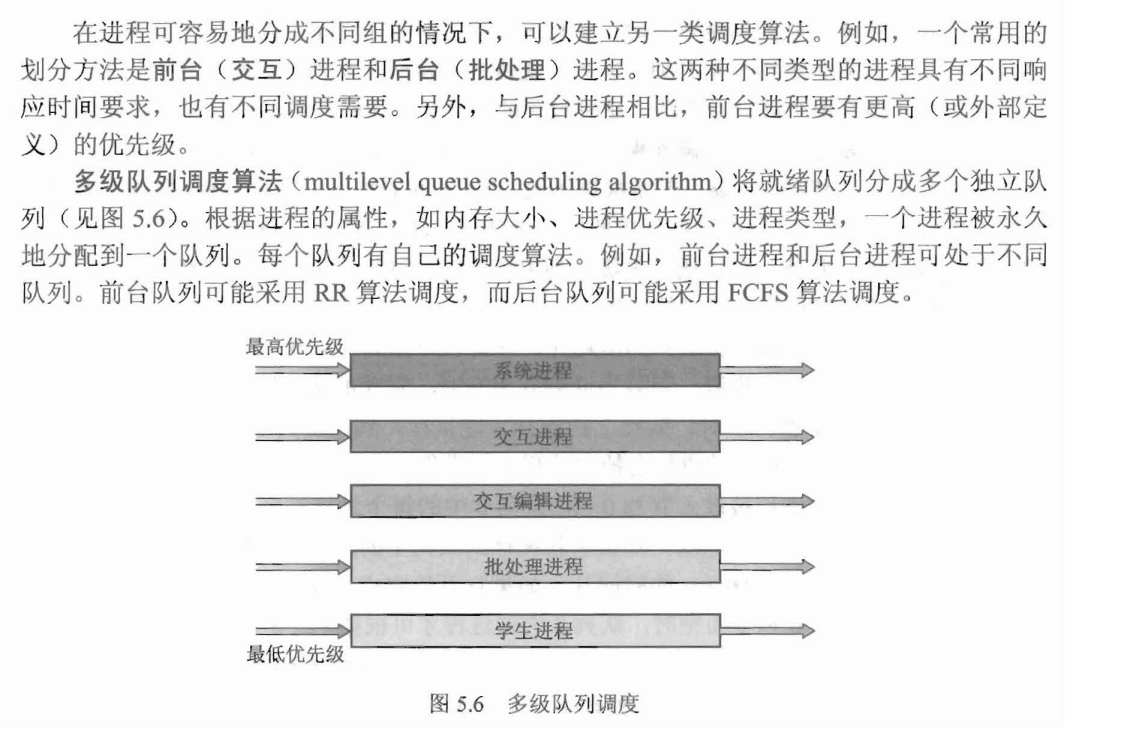 在进程可容易地分成不同组的情况下，可以建立另一类调度算法。例如，一个常用的
划分方法是前台（交互）进程和后台（批处理）进程。这两种不同类型的进程具有不同响
应时间要求，也有不同调度需要。另外，与后台进程相比，前台进程要有更高（或外部定
义）的优先级。
多级队列调度算法（multilevel queue scheduling algorithm）将就绪队列分成多个独立队
列（见图 5.6）。根据进程的属性，如内存大小、进程优先级、进程类型，一个进程被永久
地分配到一个队列。每个队列有自己的调度算法。例如，前台进程和后台进程可处于不同
队列。前台队列可能采用 RR 算法调度，而后台队列可能采用 FCFS 算法调度。
最高优先级
系统进程
交互进程
交互编辑进程
批处理进程
学生进程
最低优先级
图 5.6 多级队列调度